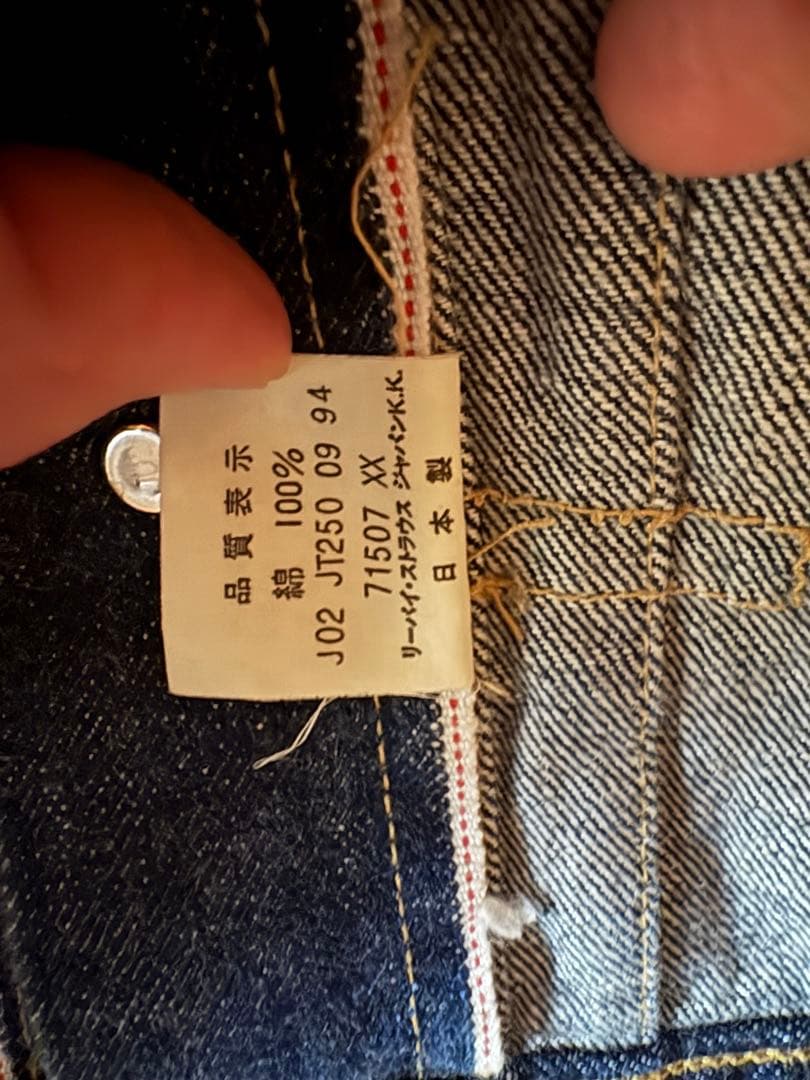 品質表示
綿 100%
J02 JT250 09 94
71507 XX
リーバイ・ストラウス ジャパンK.K.
日本製